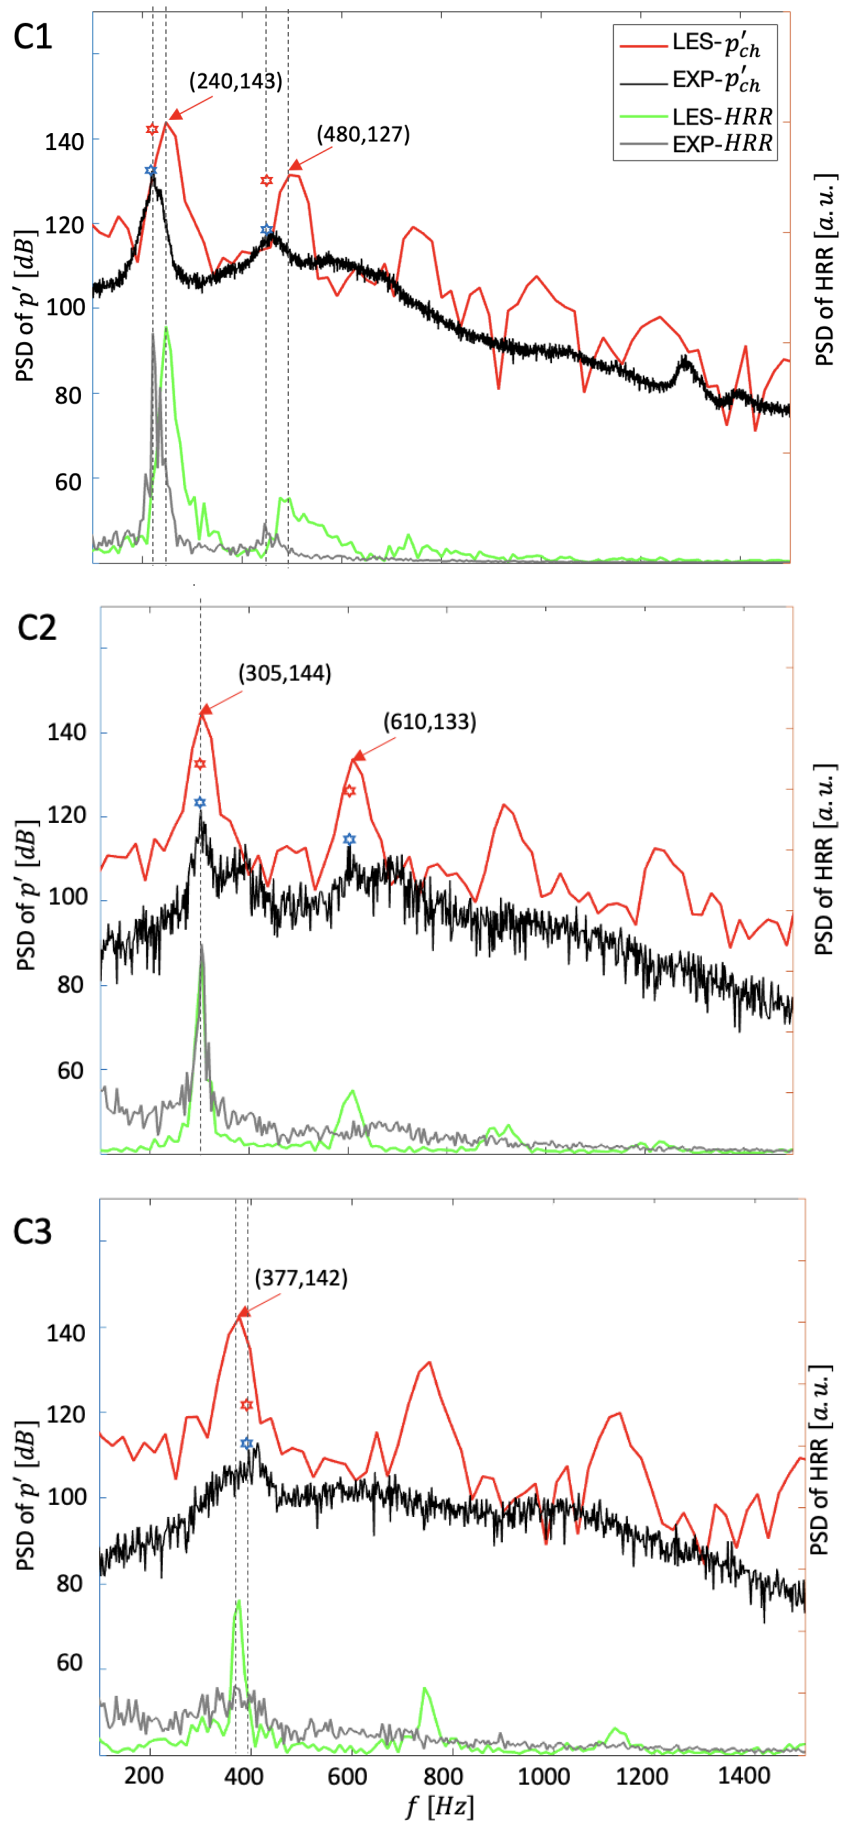 C1
LES-p′ch
EXP-p′ch
LES-HRR
EXP-HRR
(240,143)
(480,127)
140
120
100
80
60
PSD of p′ [dB]
PSD of HRR [a.u.]
C2
(305,144)
(610,133)
140
120
100
80
60
PSD of p′ [dB]
PSD of HRR [a.u.]
C3
(377,142)
140
120
100
80
60
PSD of p′ [dB]
PSD of HRR [a.u.]
200 400 600 800 1000 1200 1400
f [Hz]